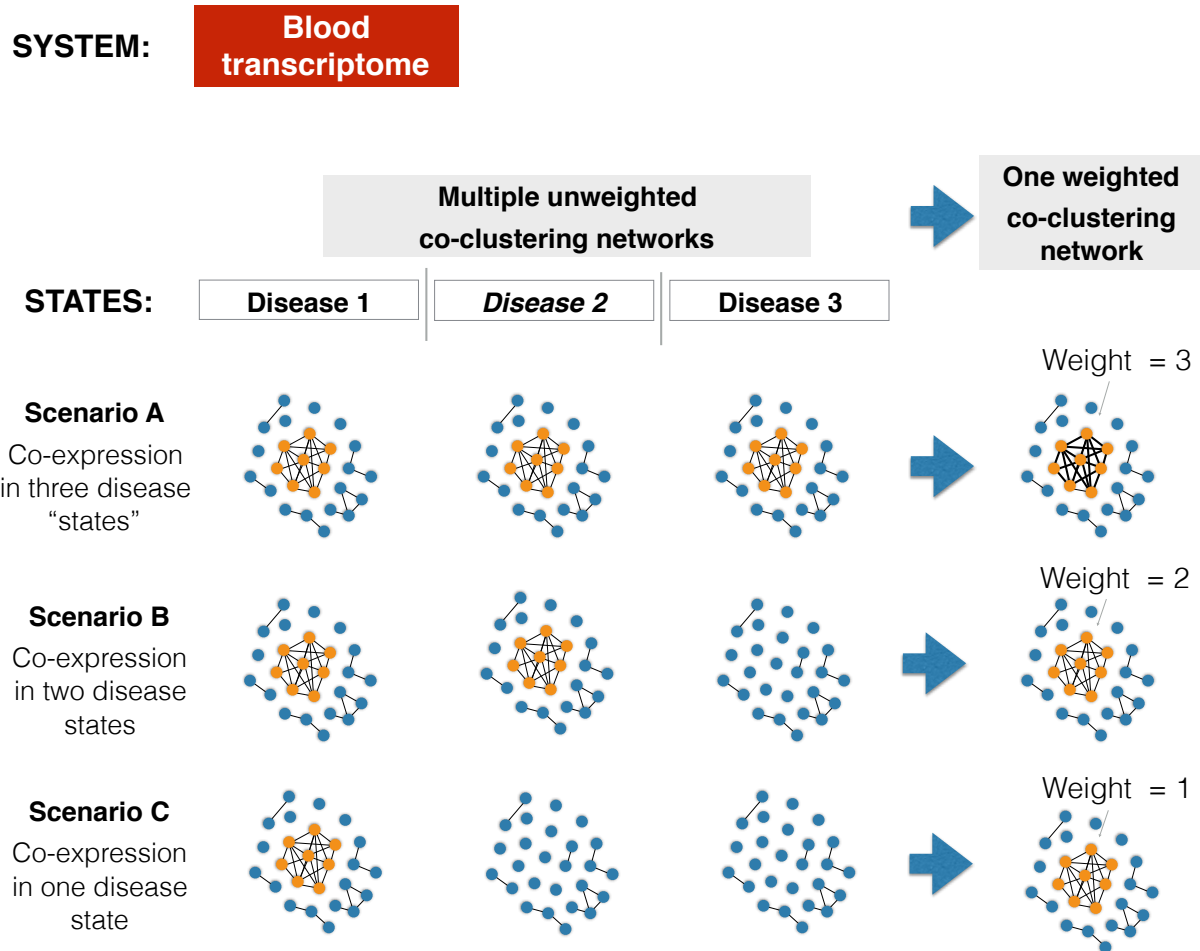 SYSTEM:
Blood
transcriptome
Multiple unweighted
co-clustering networks
One weighted
co-clustering
network
STATES:
Disease 1
Disease 2
Disease 3
Weight = 3
Scenario A
Co-expression
in three disease
“states”
Weight = 2
Scenario B
Co-expression
in two disease
states
Weight = 1
Scenario C
Co-expression
in one disease
state